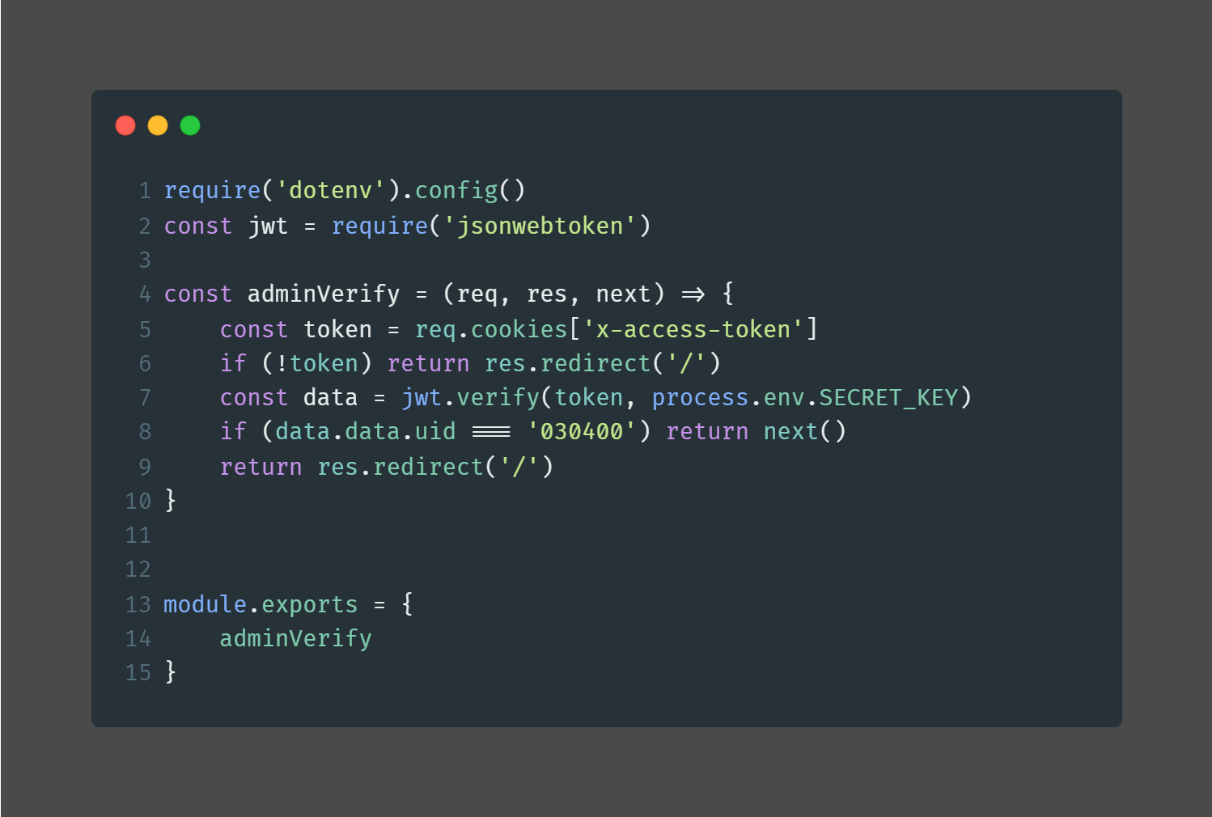 1 require('dotenv').config()
2 const jwt = require('jsonwebtoken')
3
4 const adminVerify = (req, res, next) => {
5     const token = req.cookies['x-access-token']
6     if (!token) return res.redirect('/')
7     const data = jwt.verify(token, process.env.SECRET_KEY)
8     if (data.data.uid === '030400') return next()
9     return res.redirect('/')
10 }
11
12
13 module.exports = {
14     adminVerify
15 }